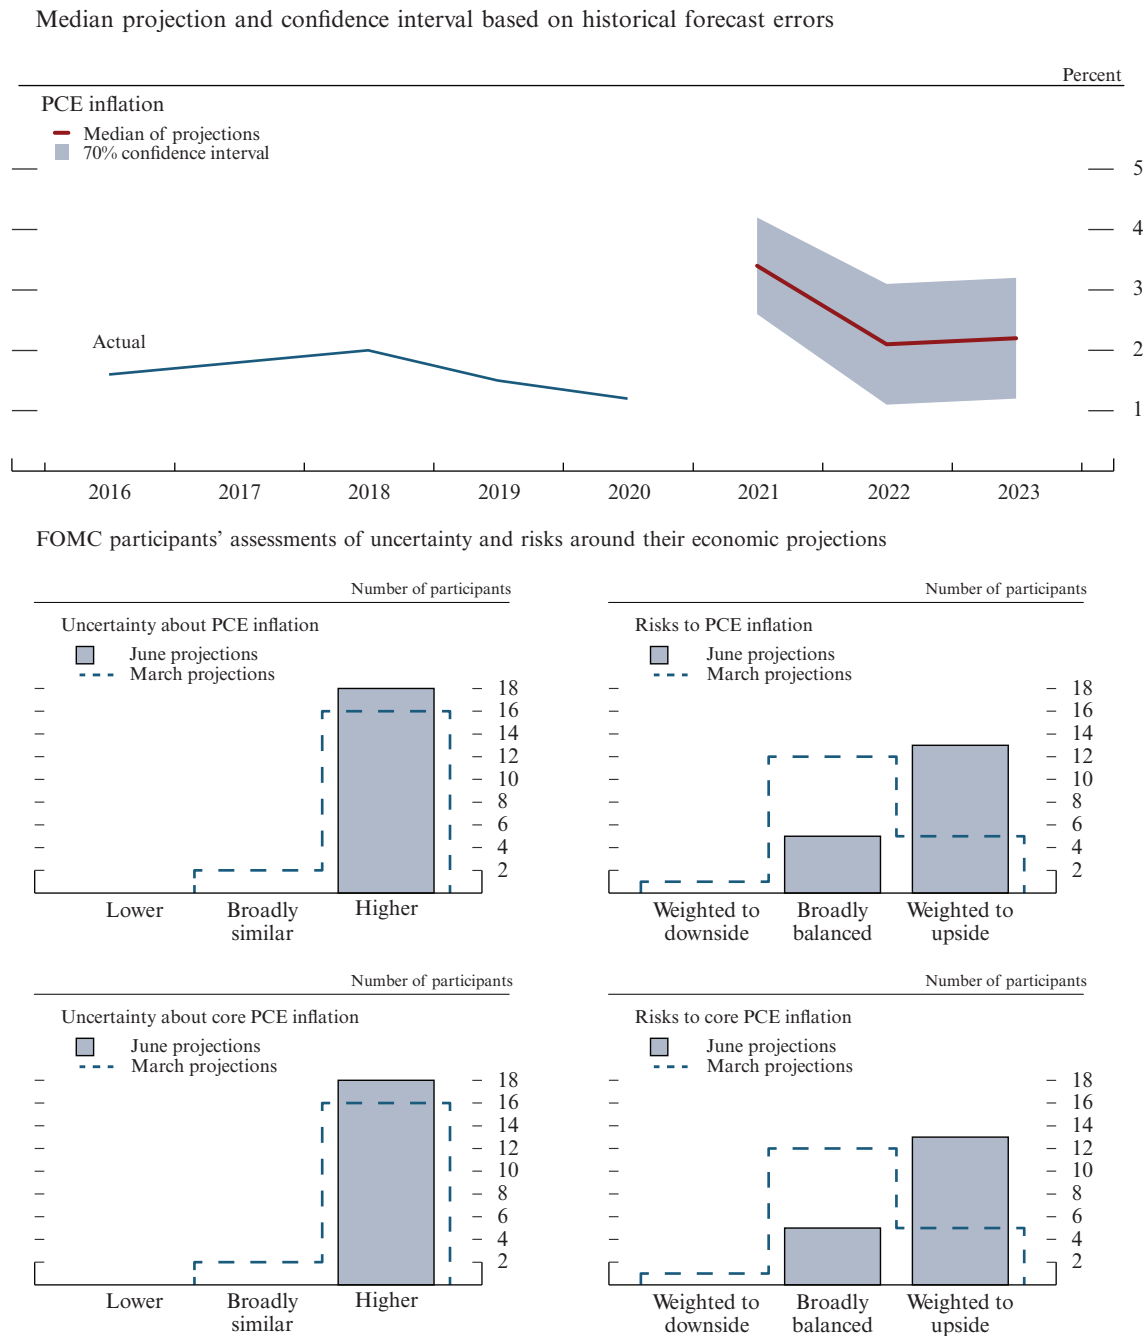 Median projection and confidence interval based on historical forecast errors
Percent
PCE inflation
Median of projections
70% confidence interval
5
4
3
2
1
Actual
2016 2017 2018 2019 2020 2021 2022 2023
FOMC participants’ assessments of uncertainty and risks around their economic projections
Number of participants
Uncertainty about PCE inflation
June projections
March projections
18
16
14
12
10
8
6
4
2
Lower Broadly similar Higher
Number of participants
Risks to PCE inflation
June projections
March projections
18
16
14
12
10
8
6
4
2
Weighted to downside Broadly balanced Weighted to upside
Number of participants
Uncertainty about core PCE inflation
June projections
March projections
18
16
14
12
10
8
6
4
2
Lower Broadly similar Higher
Number of participants
Risks to core PCE inflation
June projections
March projections
18
16
14
12
10
8
6
4
2
Weighted to downside Broadly balanced Weighted to upside